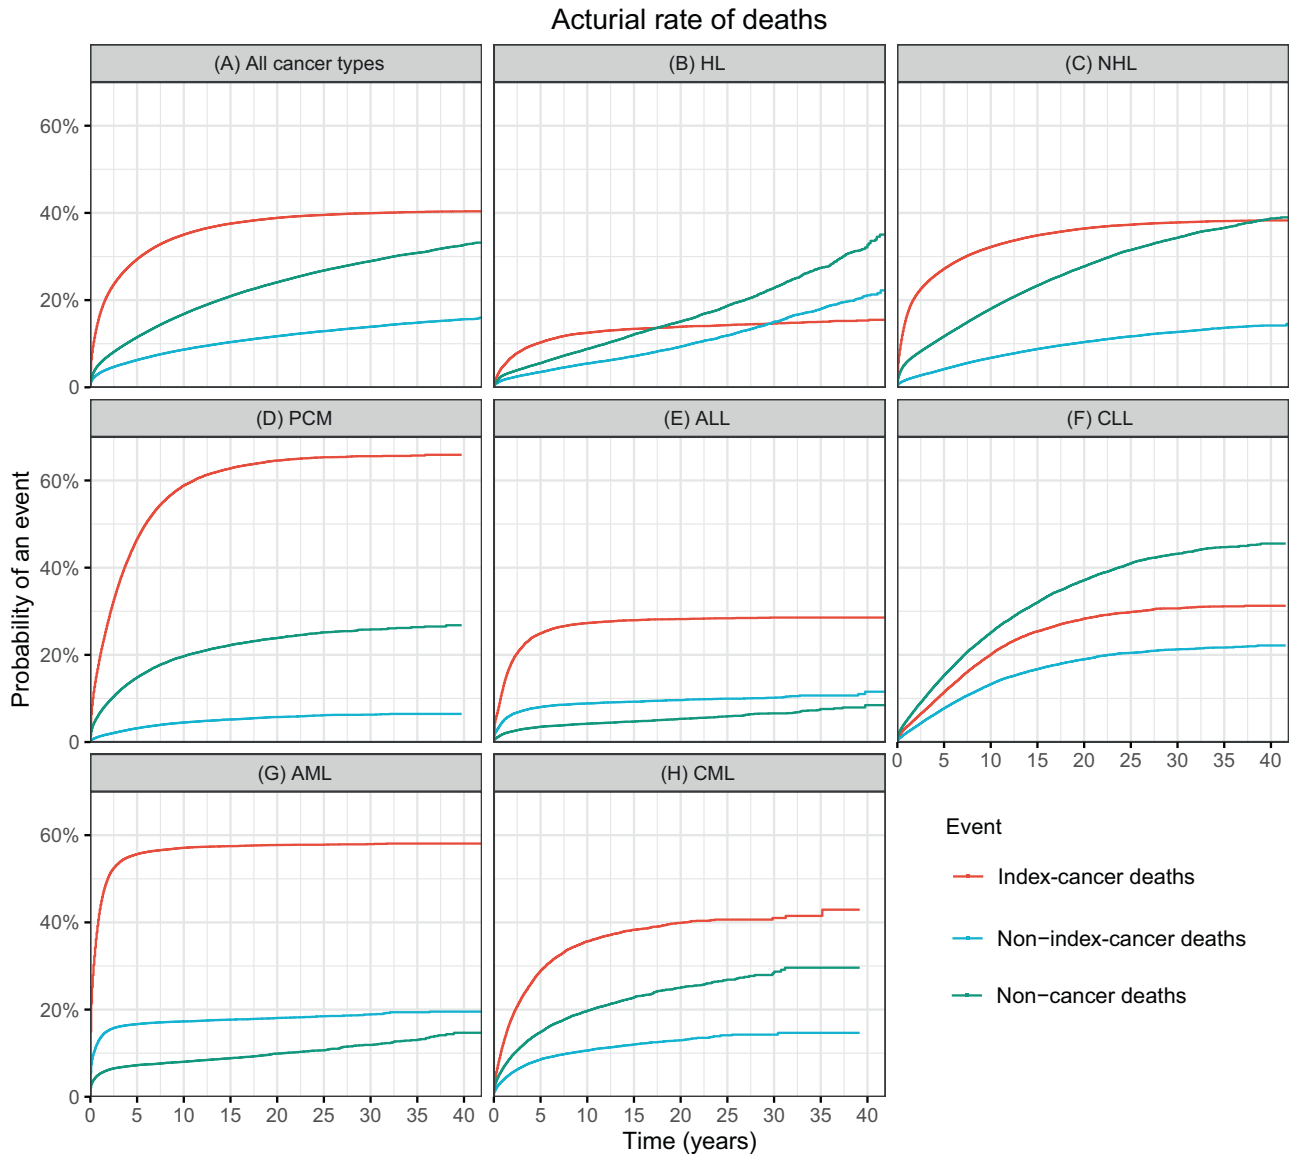 Acturial rate of deaths
(A) All cancer types
(B) HL
(C) NHL
60%
40%
20%
0
(D) PCM
(E) ALL
(F) CLL
60%
40%
20%
0
0 5 10 15 20 25 30 35 40
(G) AML
(H) CML
60%
40%
20%
0
0 5 10 15 20 25 30 35 40
0 5 10 15 20 25 30 35 40
Probability of an event
Time (years)
Event
Index-cancer deaths
Non−index-cancer deaths
Non−cancer deaths